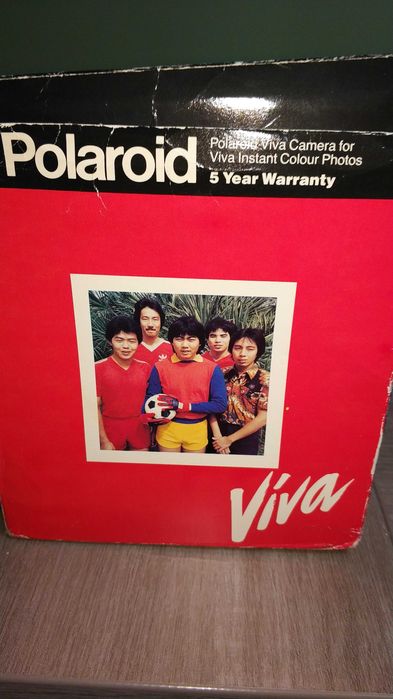 Polaroid
Polaroid Viva Camera for
Viva Instant Colour Photos
5 Year Warranty
Viva